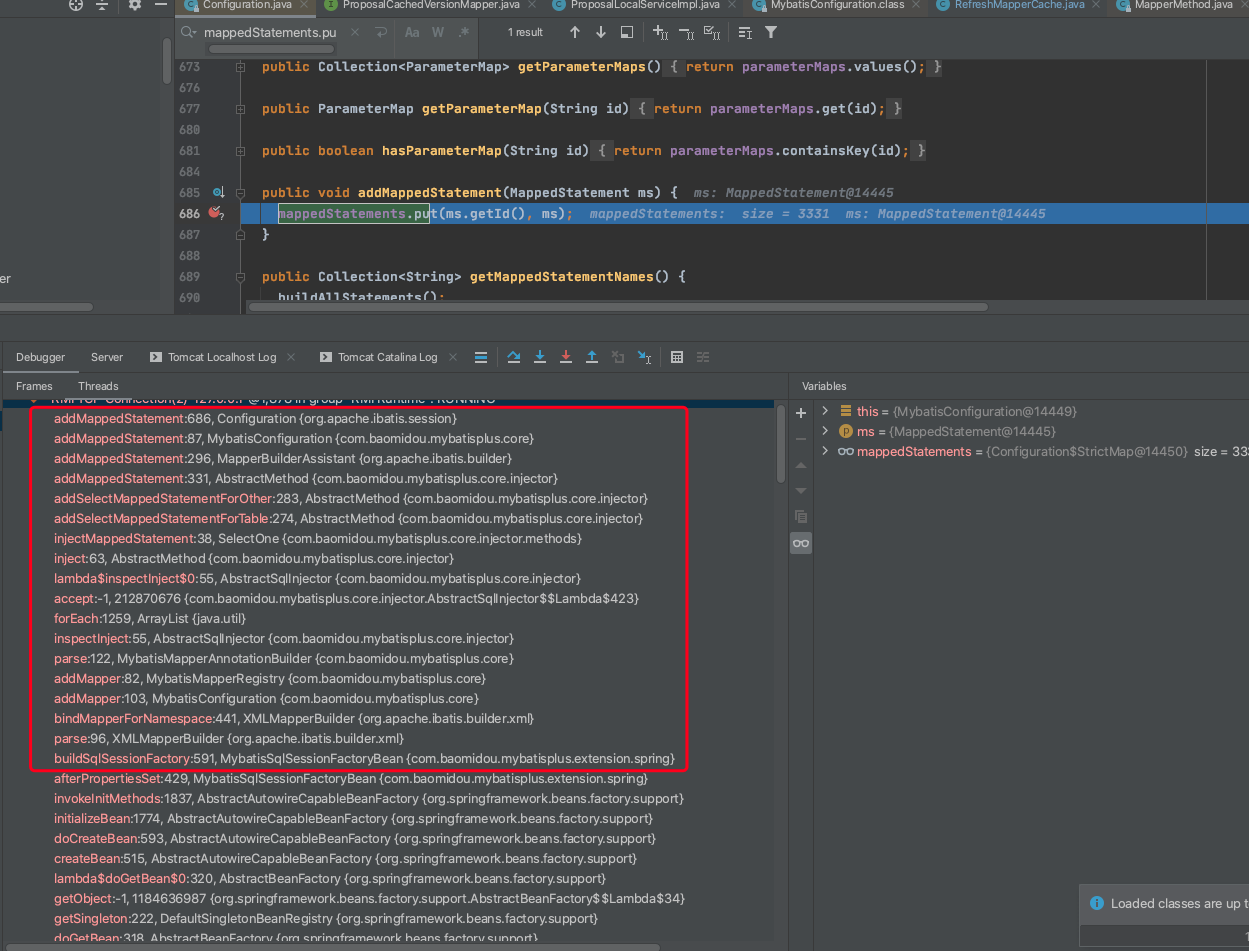 Configuration.java ProposalCachedVersionMapper.java ProposalLocalServiceImpl.java MybatisConfiguration.class RefreshMapperCache.java MapperMethod.java
mappedStatements.pu Aa W .* 1 result
673 public Collection<ParameterMap> getParameterMaps() { return parameterMaps.values(); }
676
677 public ParameterMap getParameterMap(String id) { return parameterMaps.get(id); }
680
681 public boolean hasParameterMap(String id) { return parameterMaps.containsKey(id); }
684
685 public void addMappedStatement(MappedStatement ms) { ms: MappedStatement@14445
686 mappedStatements.put(ms.getId(), ms); mappedStatements: size = 3331 ms: MappedStatement@14445
687 }
688
689 public Collection<String> getMappedStatementNames() {
er
690 buildAllStatements();
Debugger Server Tomcat Localhost Log Tomcat Catalina Log
Frames Threads Variables
addMappedStatement:686, Configuration {org.apache.ibatis.session}
addMappedStatement:87, MybatisConfiguration {com.baomidou.mybatisplus.core}
addMappedStatement:296, MapperBuilderAssistant {org.apache.ibatis.builder}
addMappedStatement:331, AbstractMethod {com.baomidou.mybatisplus.core.injector}
addSelectMappedStatementForOther:283, AbstractMethod {com.baomidou.mybatisplus.core.injector}
addSelectMappedStatementForTable:274, AbstractMethod {com.baomidou.mybatisplus.core.injector}
injectMappedStatement:38, SelectOne {com.baomidou.mybatisplus.core.injector.methods}
inject:63, AbstractMethod {com.baomidou.mybatisplus.core.injector}
lambda$inspectInject$0:55, AbstractSqlInjector {com.baomidou.mybatisplus.core.injector}
accept:-1, 212870676 {com.baomidou.mybatisplus.core.injector.AbstractSqlInjector$$Lambda$423}
forEach:1259, ArrayList {java.util}
inspectInject:55, AbstractSqlInjector {com.baomidou.mybatisplus.core.injector}
parse:122, MybatisMapperAnnotationBuilder {com.baomidou.mybatisplus.core}
addMapper:82, MybatisMapperRegistry {com.baomidou.mybatisplus.core}
addMapper:103, MybatisConfiguration {com.baomidou.mybatisplus.core}
bindMapperForNamespace:441, XMLMapperBuilder {org.apache.ibatis.builder.xml}
parse:96, XMLMapperBuilder {org.apache.ibatis.builder.xml}
buildSqlSessionFactory:591, MybatisSqlSessionFactoryBean {com.baomidou.mybatisplus.extension.spring}
afterPropertiesSet:429, MybatisSqlSessionFactoryBean {com.baomidou.mybatisplus.extension.spring}
invokeInitMethods:1837, AbstractAutowireCapableBeanFactory {org.springframework.beans.factory.support}
initializeBean:1774, AbstractAutowireCapableBeanFactory {org.springframework.beans.factory.support}
doCreateBean:593, AbstractAutowireCapableBeanFactory {org.springframework.beans.factory.support}
createBean:515, AbstractAutowireCapableBeanFactory {org.springframework.beans.factory.support}
lambda$doGetBean$0:320, AbstractBeanFactory {org.springframework.beans.factory.support}
getObject:-1, 1184636987 {org.springframework.beans.factory.support.AbstractBeanFactory$$Lambda$34}
getSingleton:222, DefaultSingletonBeanRegistry {org.springframework.beans.factory.support}
doGetBean:318, AbstractBeanFactory {org.springframework.beans.factory.support}
this = {MybatisConfiguration@14449}
ms = {MappedStatement@14445}
mappedStatements = {Configuration$StrictMap@14450} size = 333
Loaded classes are up t